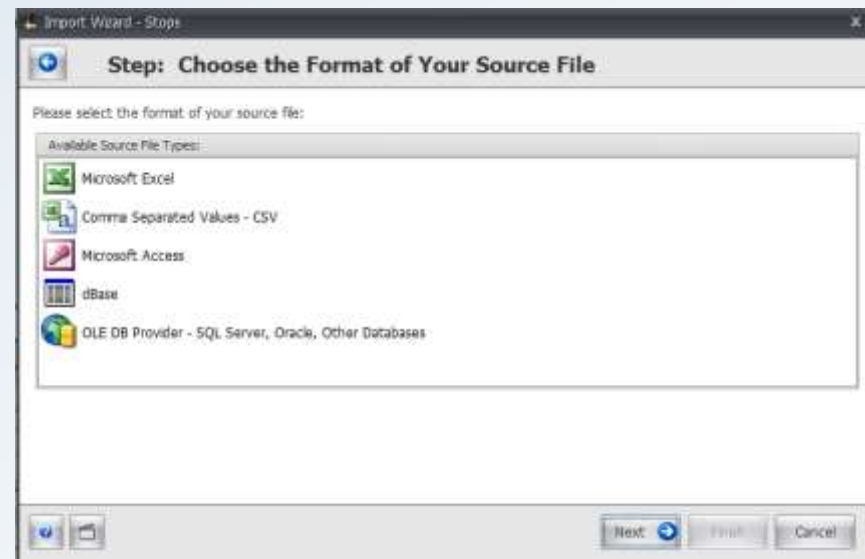 Import Wizard - Stops
Step: Choose the Format of Your Source File
Please select the format of your source file:
Available Source File Types:
Microsoft Excel
Comma Separated Values - CSV
Microsoft Access
dBase
OLE DB Provider - SQL Server, Oracle, Other Databases
Next Finish Cancel